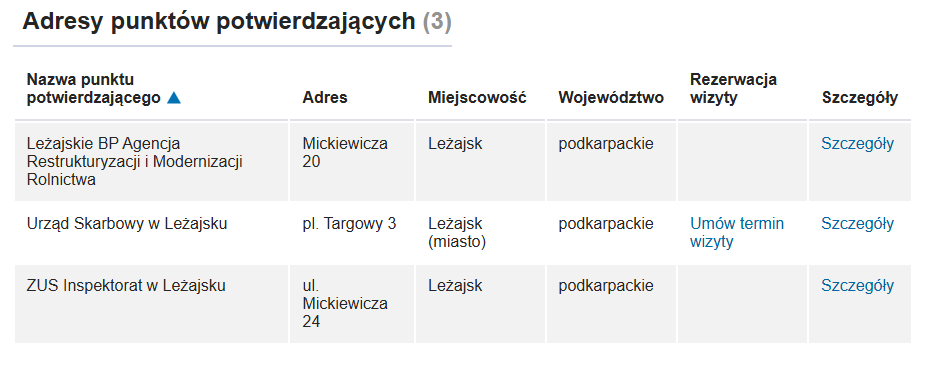 Adresy punktów potwierdzających (3)
Nazwa punktu
potwierdzającego ▲ Adres Miejscowość Województwo Rezerwacja
wizyty Szczegóły
Leżajskie BP Agencja
Restrukturyzacji i Modernizacji
Rolnictwa
Mickiewicza
20
Leżajsk
podkarpackie
Szczegóły
Urząd Skarbowy w Leżajsku
pl. Targowy 3
Leżajsk
(miasto)
podkarpackie
Umów termin
wizyty
Szczegóły
ZUS Inspektorat w Leżajsku
ul.
Mickiewicza
24
Leżajsk
podkarpackie
Szczegóły